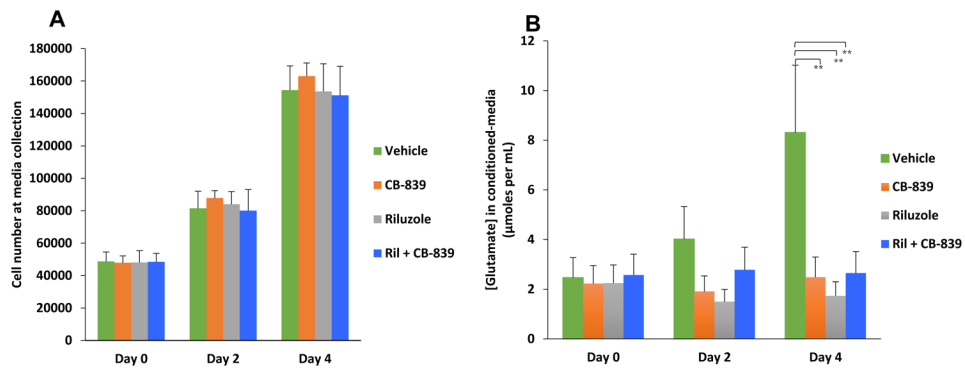 A
Cell number at media collection
180000
160000
140000
120000
100000
80000
60000
40000
20000
0
Day 0
Day 2
Day 4
Vehicle
CB-839
Riluzole
Ril + CB-839
B
[Glutamate] in conditioned-media
(µmoles per mL)
12
10
8
6
4
2
0
**
**
**
Day 0
Day 2
Day 4
Vehicle
CB-839
Riluzole
Ril + CB-839